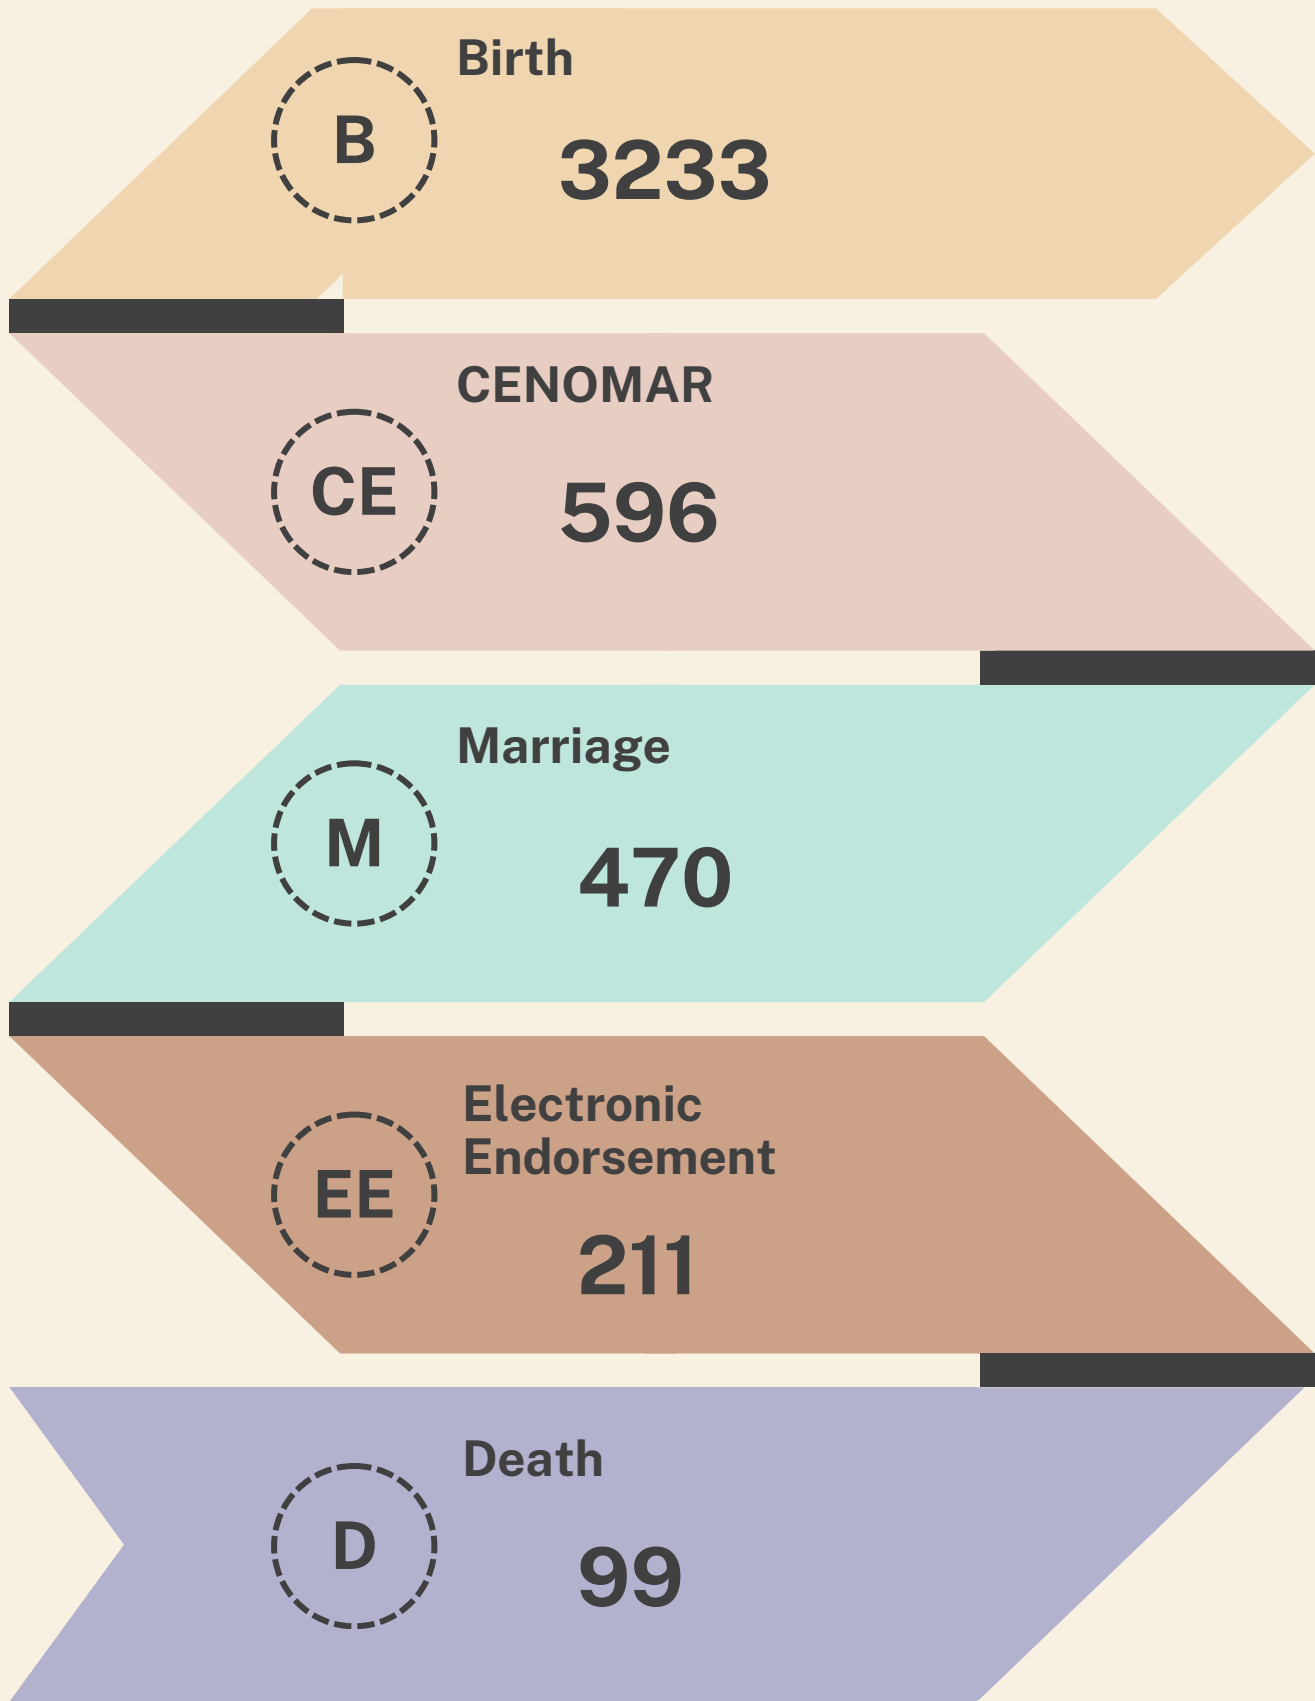 Birth
B
3233
CENOMAR
CE
596
Marriage
M
470
Electronic
Endorsement
EE
211
Death
D
99